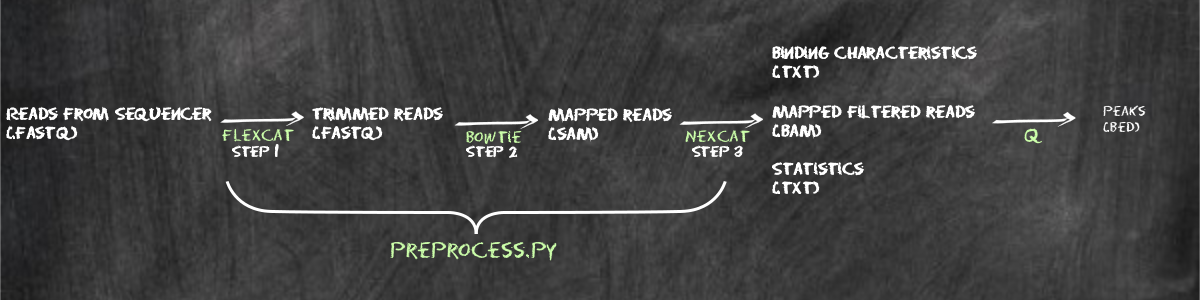 READS FROM SEQUENCER
(.FASTQ)
FLEXCAT
STEP 1
TRIMMED READS
(.FASTQ)
BOWTIE
STEP 2
MAPPED READS
(.SAM)
NEXCAT
STEP 3
BINDING CHARACTERISTICS
(.TXT)
MAPPED FILTERED READS
(.BAM)
STATISTICS
(.TXT)
Q
PEAKS
(.BED)
PREPROCESS.PY